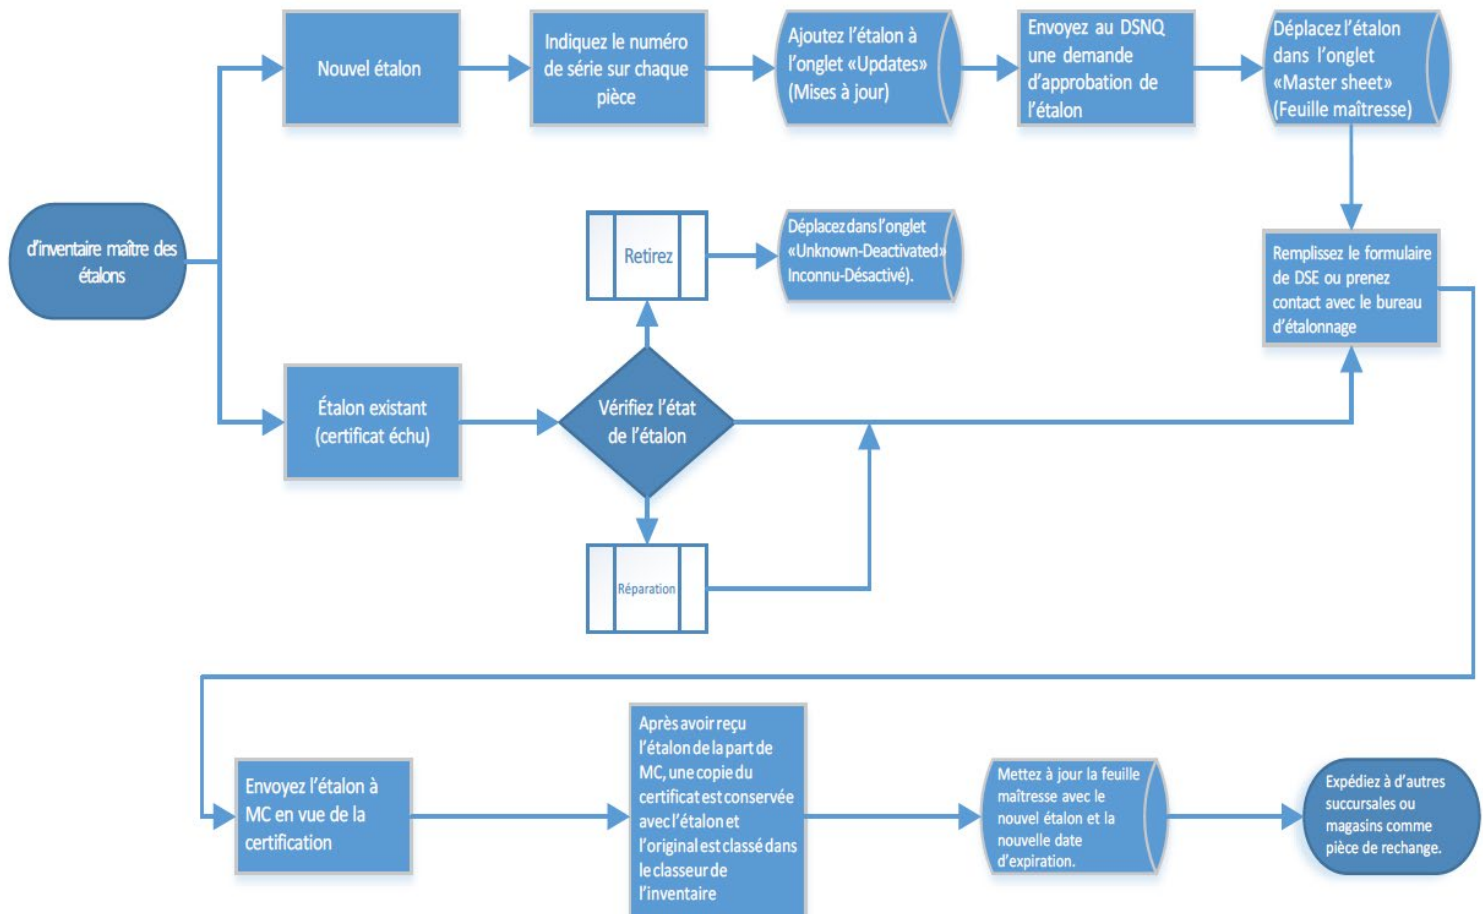 Nouvel étalon
Indiquez le numéro
de série sur chaque
pièce
Ajoutez l'étalon à
l'onglet «Updates»
(Mises à jour)
Envoyez au DSNQ
une demande
d'approbation de
l'étalon
Déplacez l'étalon
dans l'onglet
«Master sheet»
(Feuille maîtresse)
d'inventaire maître des
étalons
Retirez
Déplacez dans l'onglet
«Unknown-Deactivated»
Inconnu-Désactivé).
Remplissez le formulaire
de DSE ou prenez
contact avec le bureau
d'étalonnage
Étalon existant
(certificat échu)
Vérifiez l'état
de l'étalon
Réparation
Envoyez l'étalon à
MC en vue de la
certification
Après avoir reçu
l'étalon de la part de
MC, une copie du
certificat est conservée
avec l'étalon et
l'original est classé dans
le classeur de
l'inventaire
Mettez à jour la feuille
maîtresse avec le
nouvel étalon et la
nouvelle date
d'expiration.
Expédiez à d'autres
succursales ou
magasins comme
pièce de rechange.